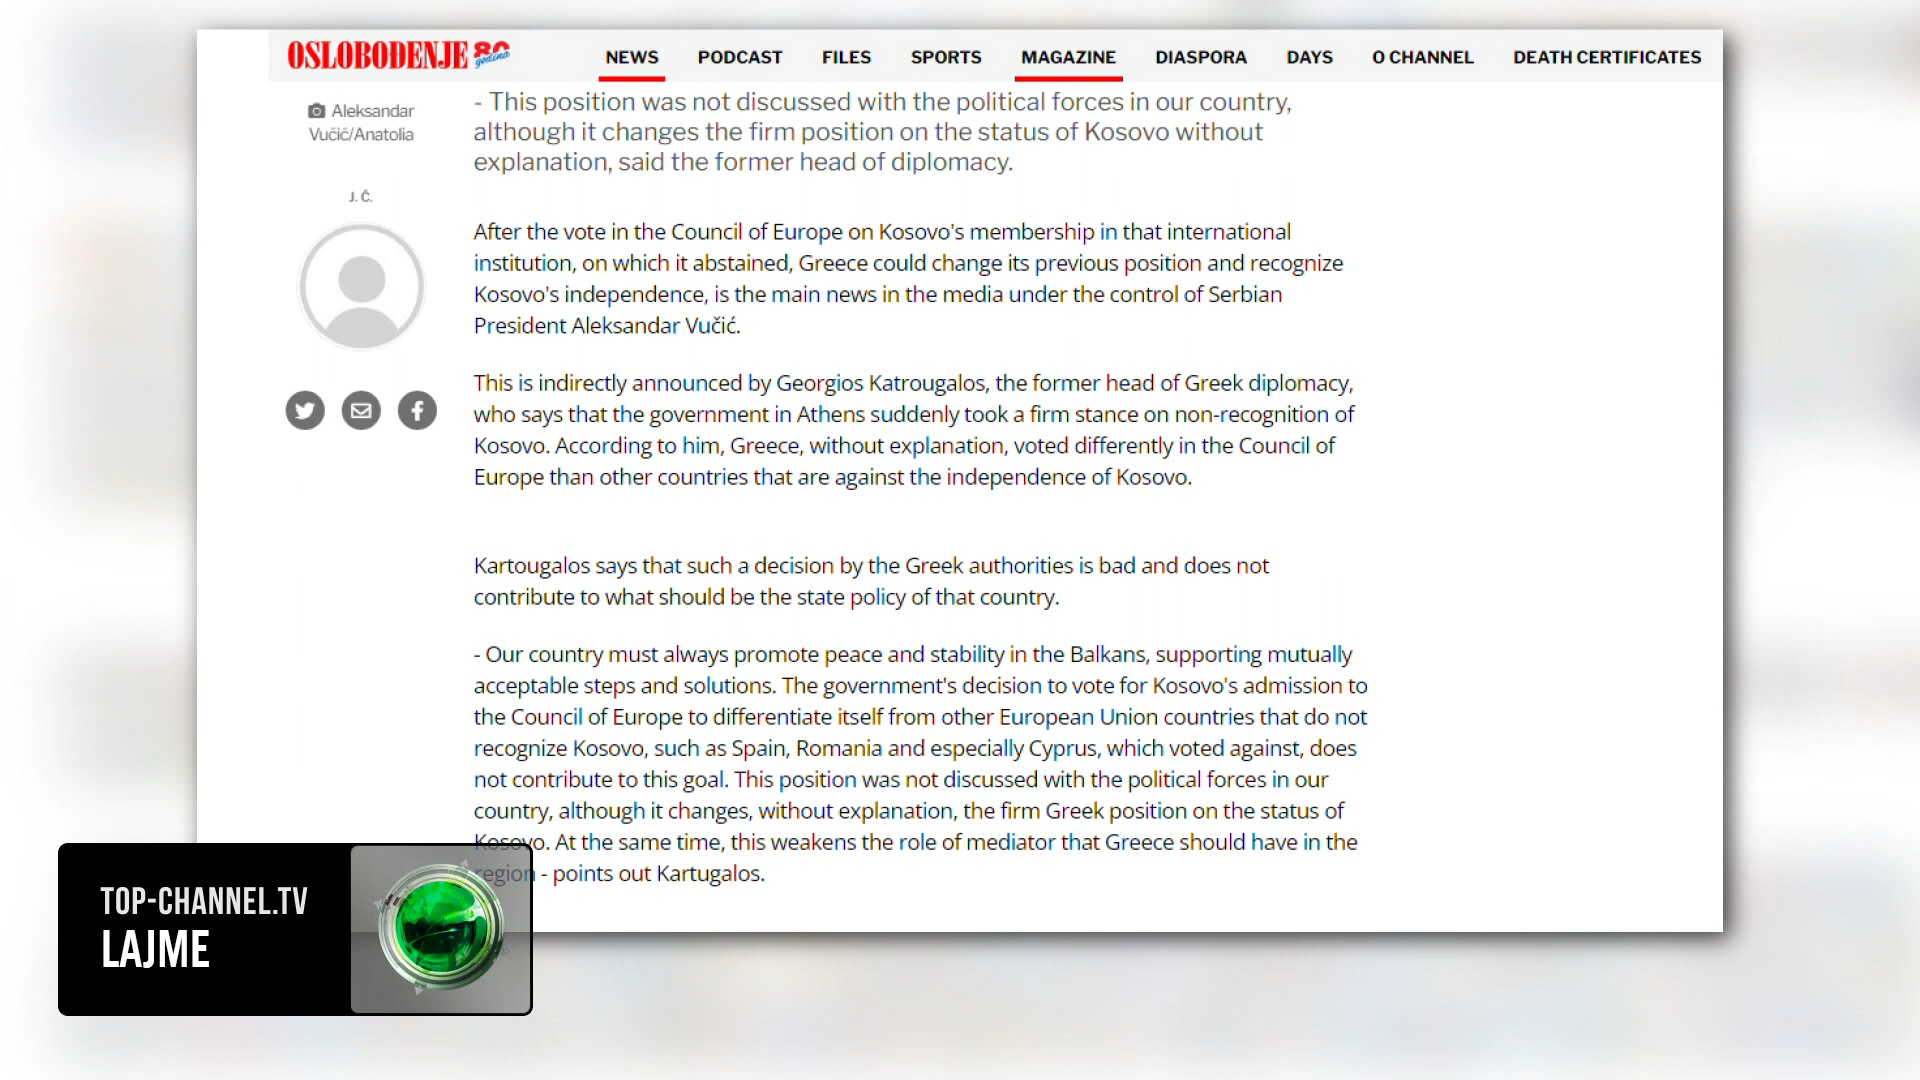 OSLOBOĐENJE 80 godina
NEWS PODCAST FILES SPORTS MAGAZINE DIASPORA DAYS O CHANNEL DEATH CERTIFICATES
Aleksandar
Vučić/Anatolia
J. Č.
- This position was not discussed with the political forces in our country,
although it changes the firm position on the status of Kosovo without
explanation, said the former head of diplomacy.
After the vote in the Council of Europe on Kosovo's membership in that international
institution, on which it abstained, Greece could change its previous position and recognize
Kosovo's independence, is the main news in the media under the control of Serbian
President Aleksandar Vučić.
This is indirectly announced by Georgios Katrougalos, the former head of Greek diplomacy,
who says that the government in Athens suddenly took a firm stance on non-recognition of
Kosovo. According to him, Greece, without explanation, voted differently in the Council of
Europe than other countries that are against the independence of Kosovo.
Kartougalos says that such a decision by the Greek authorities is bad and does not
contribute to what should be the state policy of that country.
- Our country must always promote peace and stability in the Balkans, supporting mutually
acceptable steps and solutions. The government's decision to vote for Kosovo's admission to
the Council of Europe to differentiate itself from other European Union countries that do not
recognize Kosovo, such as Spain, Romania and especially Cyprus, which voted against, does
not contribute to this goal. This position was not discussed with the political forces in our
country, although it changes, without explanation, the firm Greek position on the status of
Kosovo. At the same time, this weakens the role of mediator that Greece should have in the
region - points out Kartugalos.
TOP-CHANNEL.TV
LAJME